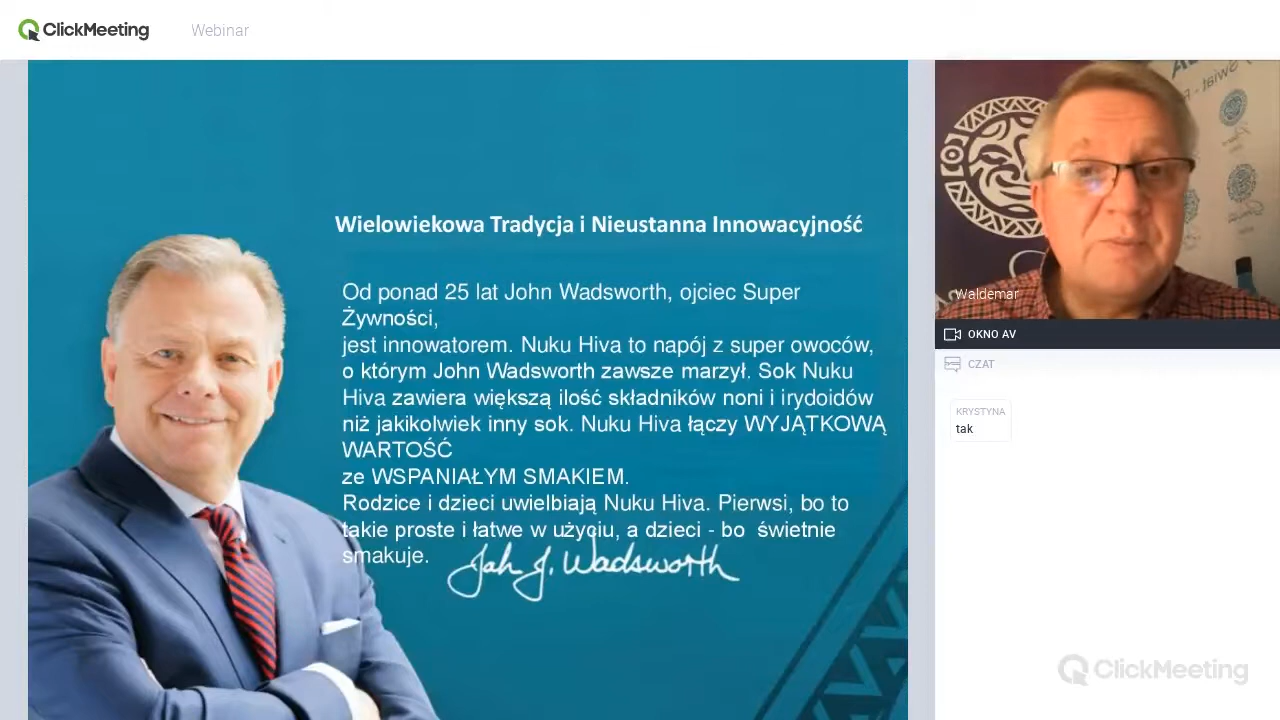 ClickMeeting
Webinar
Wielowiekowa Tradycja i Nieustanna Innowacyjność
Od ponad 25 lat John Wadsworth, ojciec Super
Żywności,
jest innowatorem. Nuku Hiva to napój z super owoców,
o którym John Wadsworth zawsze marzył. Sok Nuku
Hiva zawiera większą ilość składników noni i irydoidów
niż jakikolwiek inny sok. Nuku Hiva łączy WYJĄTKOWĄ
WARTOŚĆ
ze WSPANIAŁYM SMAKIEM.
Rodzice i dzieci uwielbiają Nuku Hiva. Pierwsi, bo to
takie proste i łatwe w użyciu, a dzieci - bo  świetnie
smakuje.
John J. Wadsworth
Waldemar
OKNO AV
CZAT
KRYSTYNA
tak
ClickMeeting